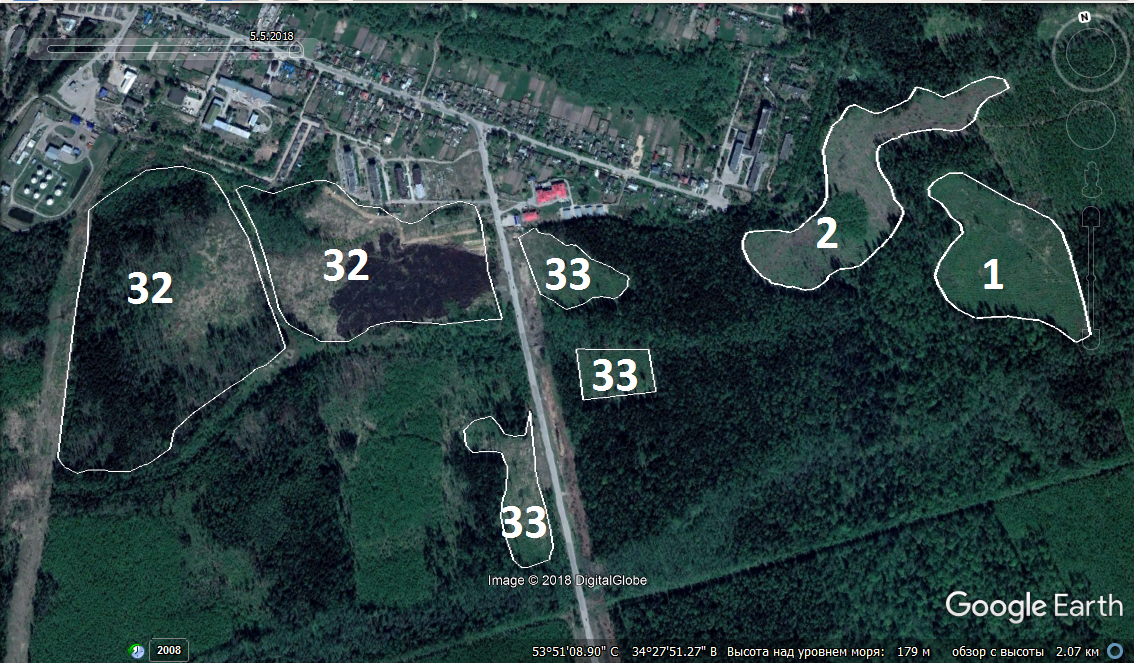 5.5.2018
N
2
32
32
33
1
33
33
Image © 2018 DigitalGlobe
Google Earth
2008
53°51'08.90" С 34°27'51.27" В Высота над уровнем моря: 179 м обзор с высоты 2.07 км